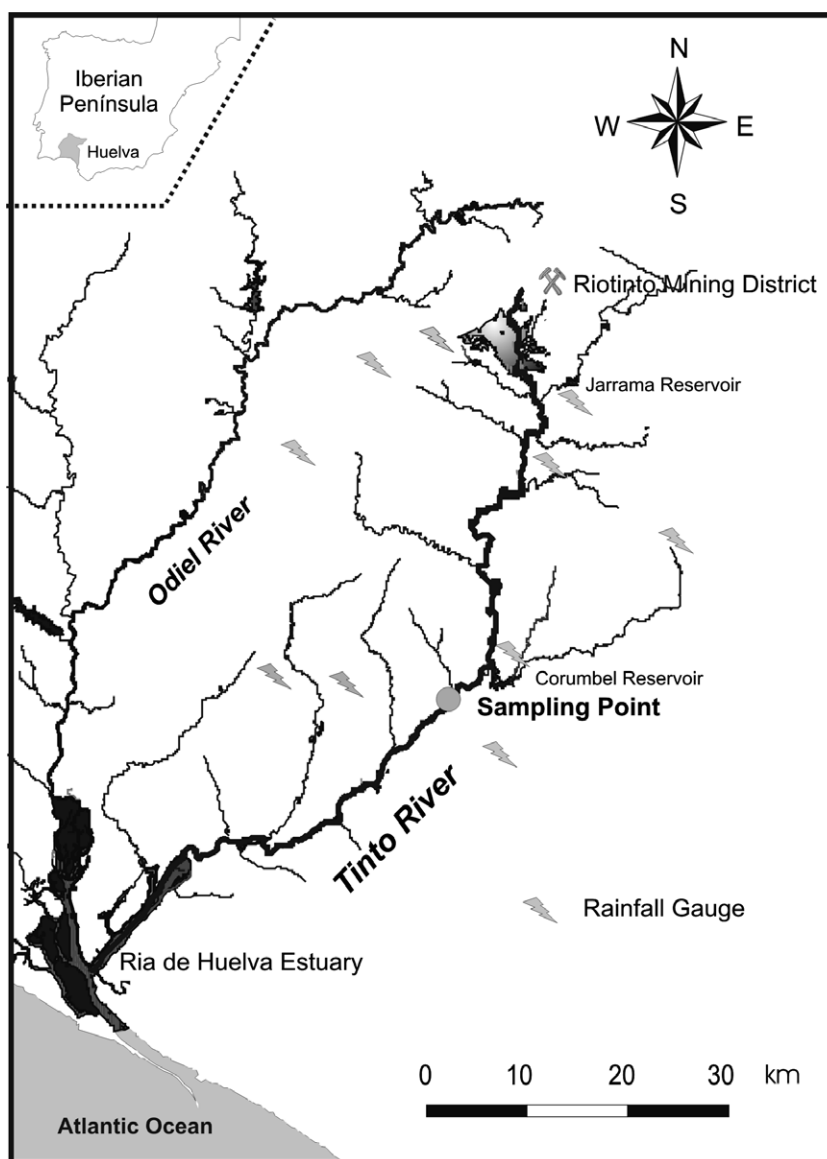 Iberian
Península
Huelva
N
W
E
S
Riotinto Mining District
Jarrama Reservoir
Odiel River
Corumbel Reservoir
Sampling Point
Tinto River
Rainfall Gauge
Ria de Huelva Estuary
0 10 20 30 km
Atlantic Ocean